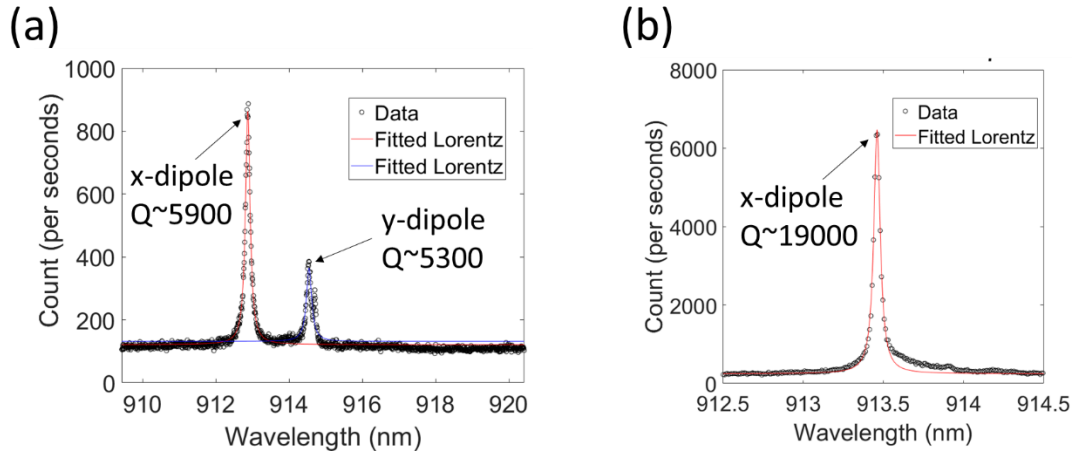 (a)
1000
800
600
400
200
0
Count (per seconds)
910
912
914
916
918
920
Wavelength (nm)
x-dipole
Q~5900
y-dipole
Q~5300
Data
Fitted Lorentz
Fitted Lorentz
(b)
8000
6000
4000
2000
0
Count (per seconds)
912.5
913
913.5
914
914.5
Wavelength (nm)
x-dipole
Q~19000
Data
Fitted Lorentz